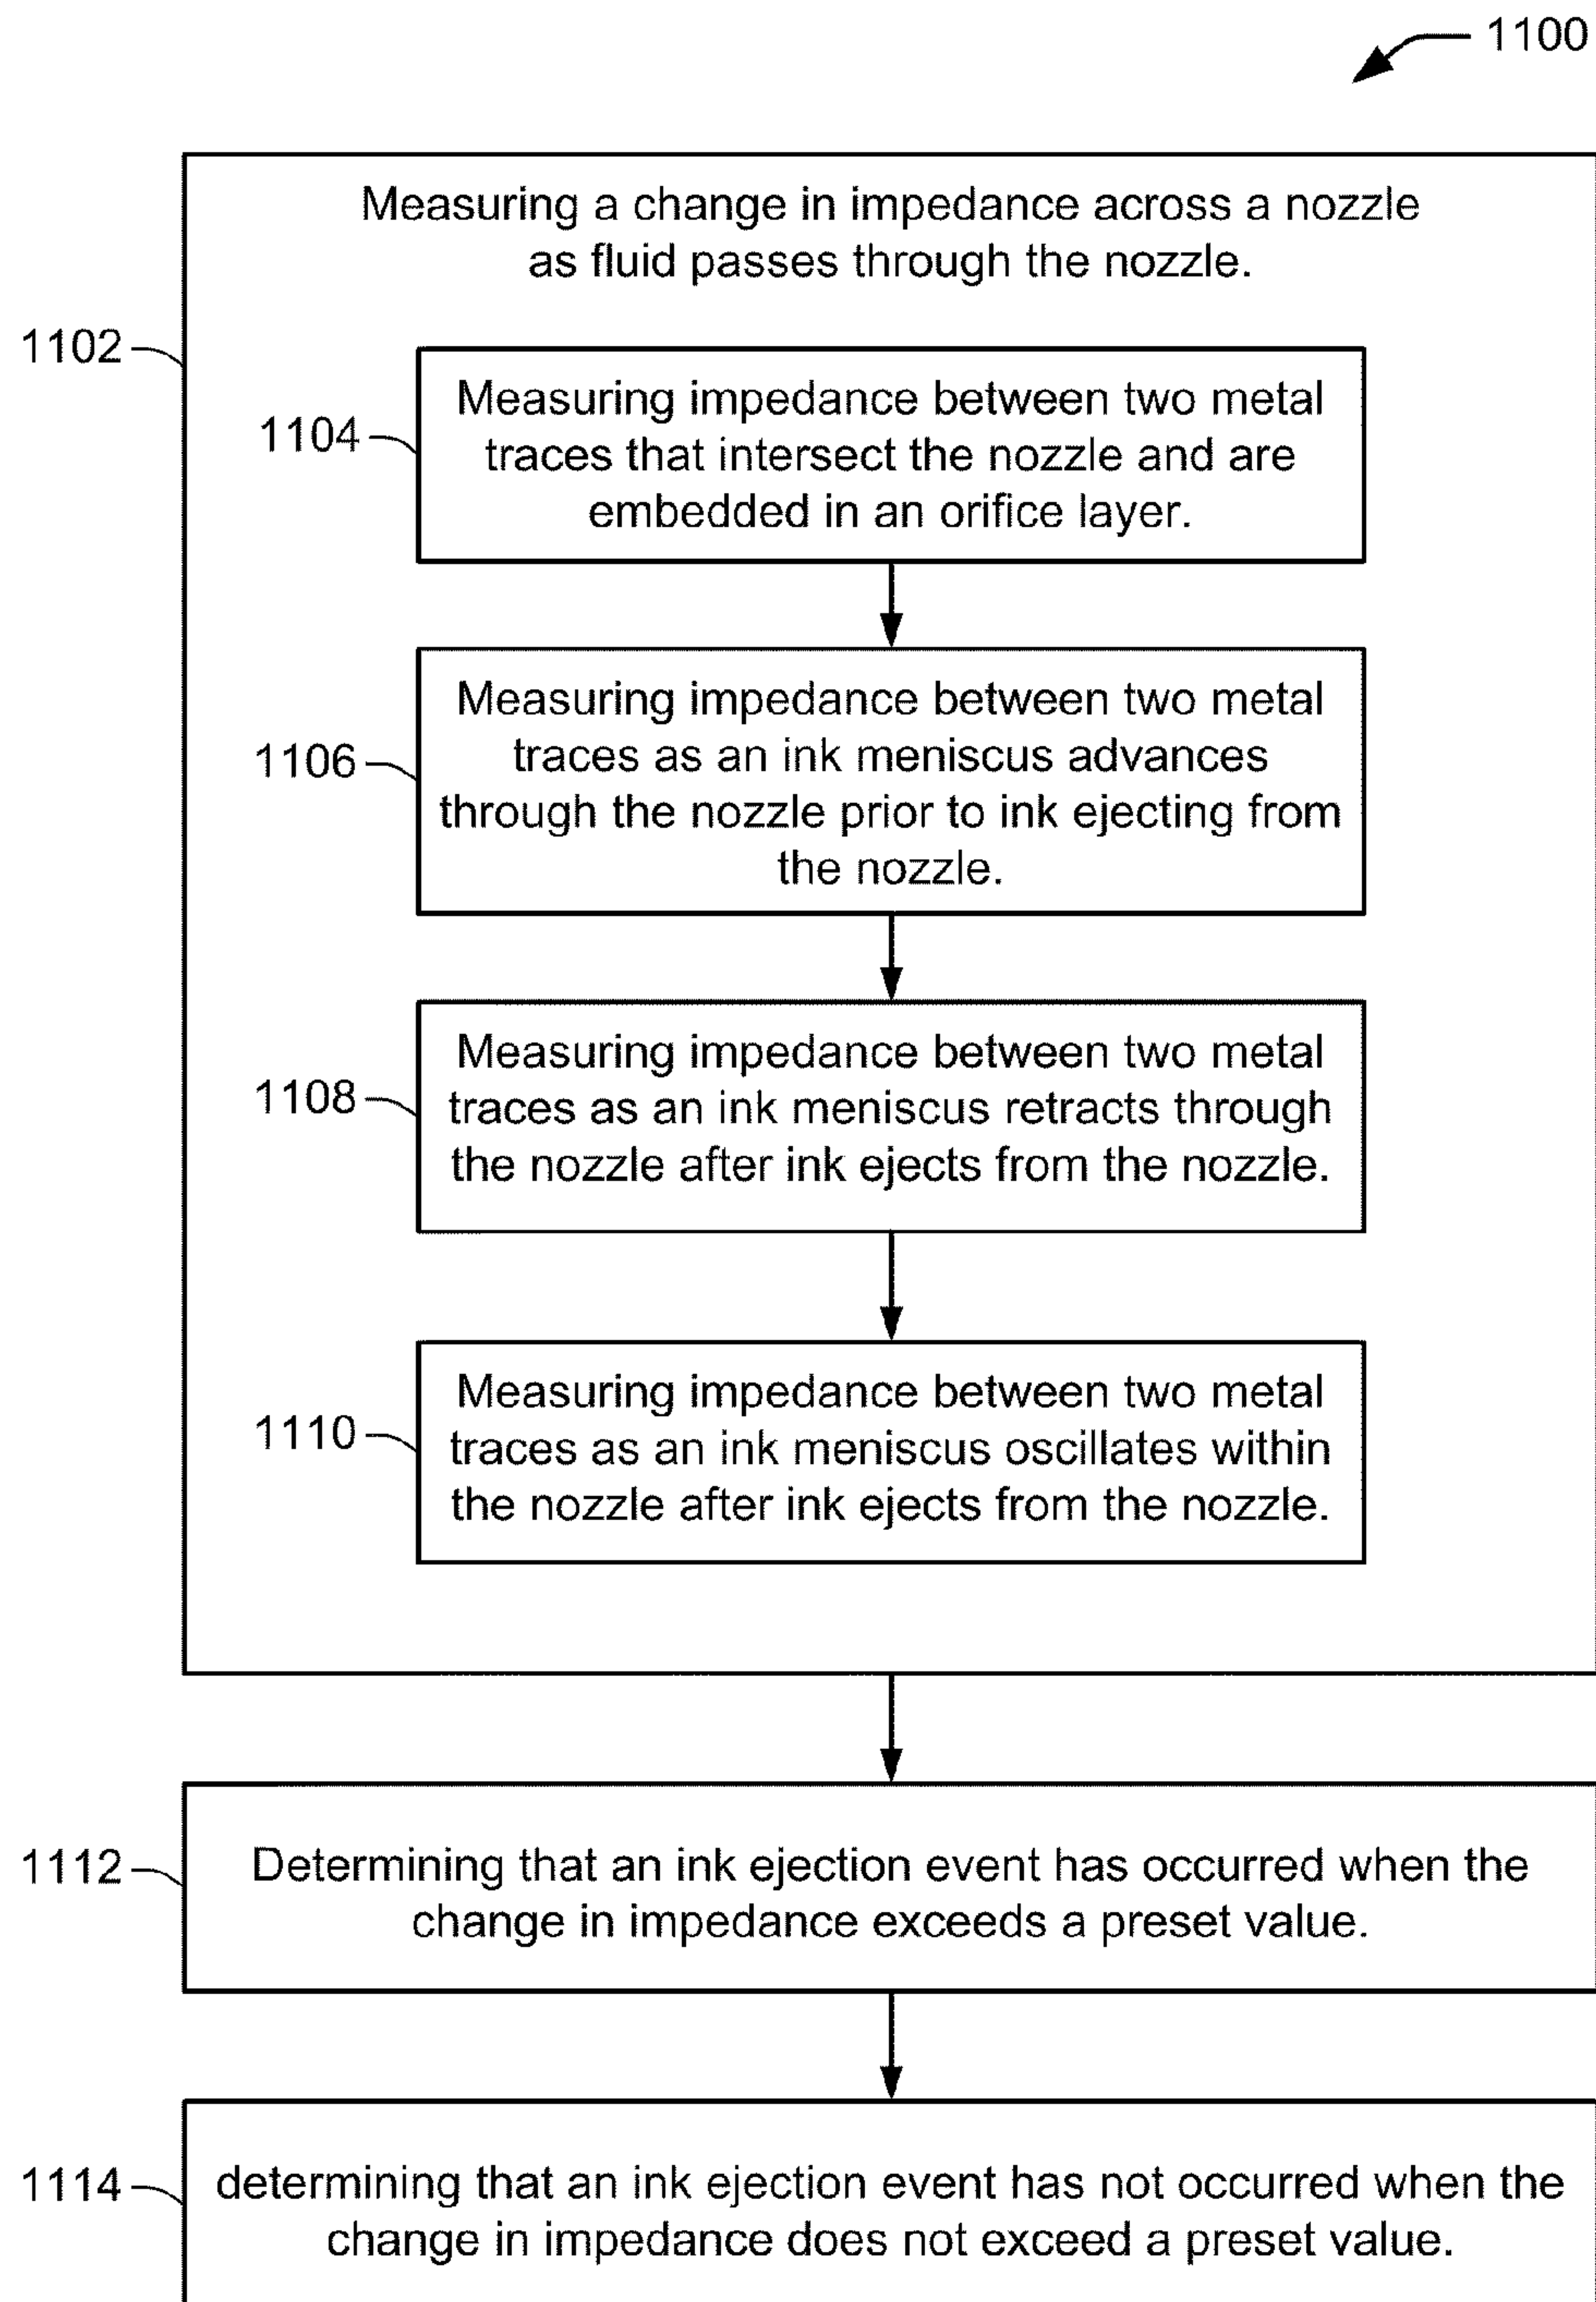 1100
Measuring a change in impedance across a nozzle
as fluid passes through the nozzle.
1102
1104
Measuring impedance between two metal
traces that intersect the nozzle and are
embedded in an orifice layer.
1106
Measuring impedance between two metal
traces as an ink meniscus advances
through the nozzle prior to ink ejecting from
the nozzle.
1108
Measuring impedance between two metal
traces as an ink meniscus retracts through
the nozzle after ink ejects from the nozzle.
1110
Measuring impedance between two metal
traces as an ink meniscus oscillates within
the nozzle after ink ejects from the nozzle.
1112
Determining that an ink ejection event has occurred when the
change in impedance exceeds a preset value.
1114
determining that an ink ejection event has not occurred when the
change in impedance does not exceed a preset value.